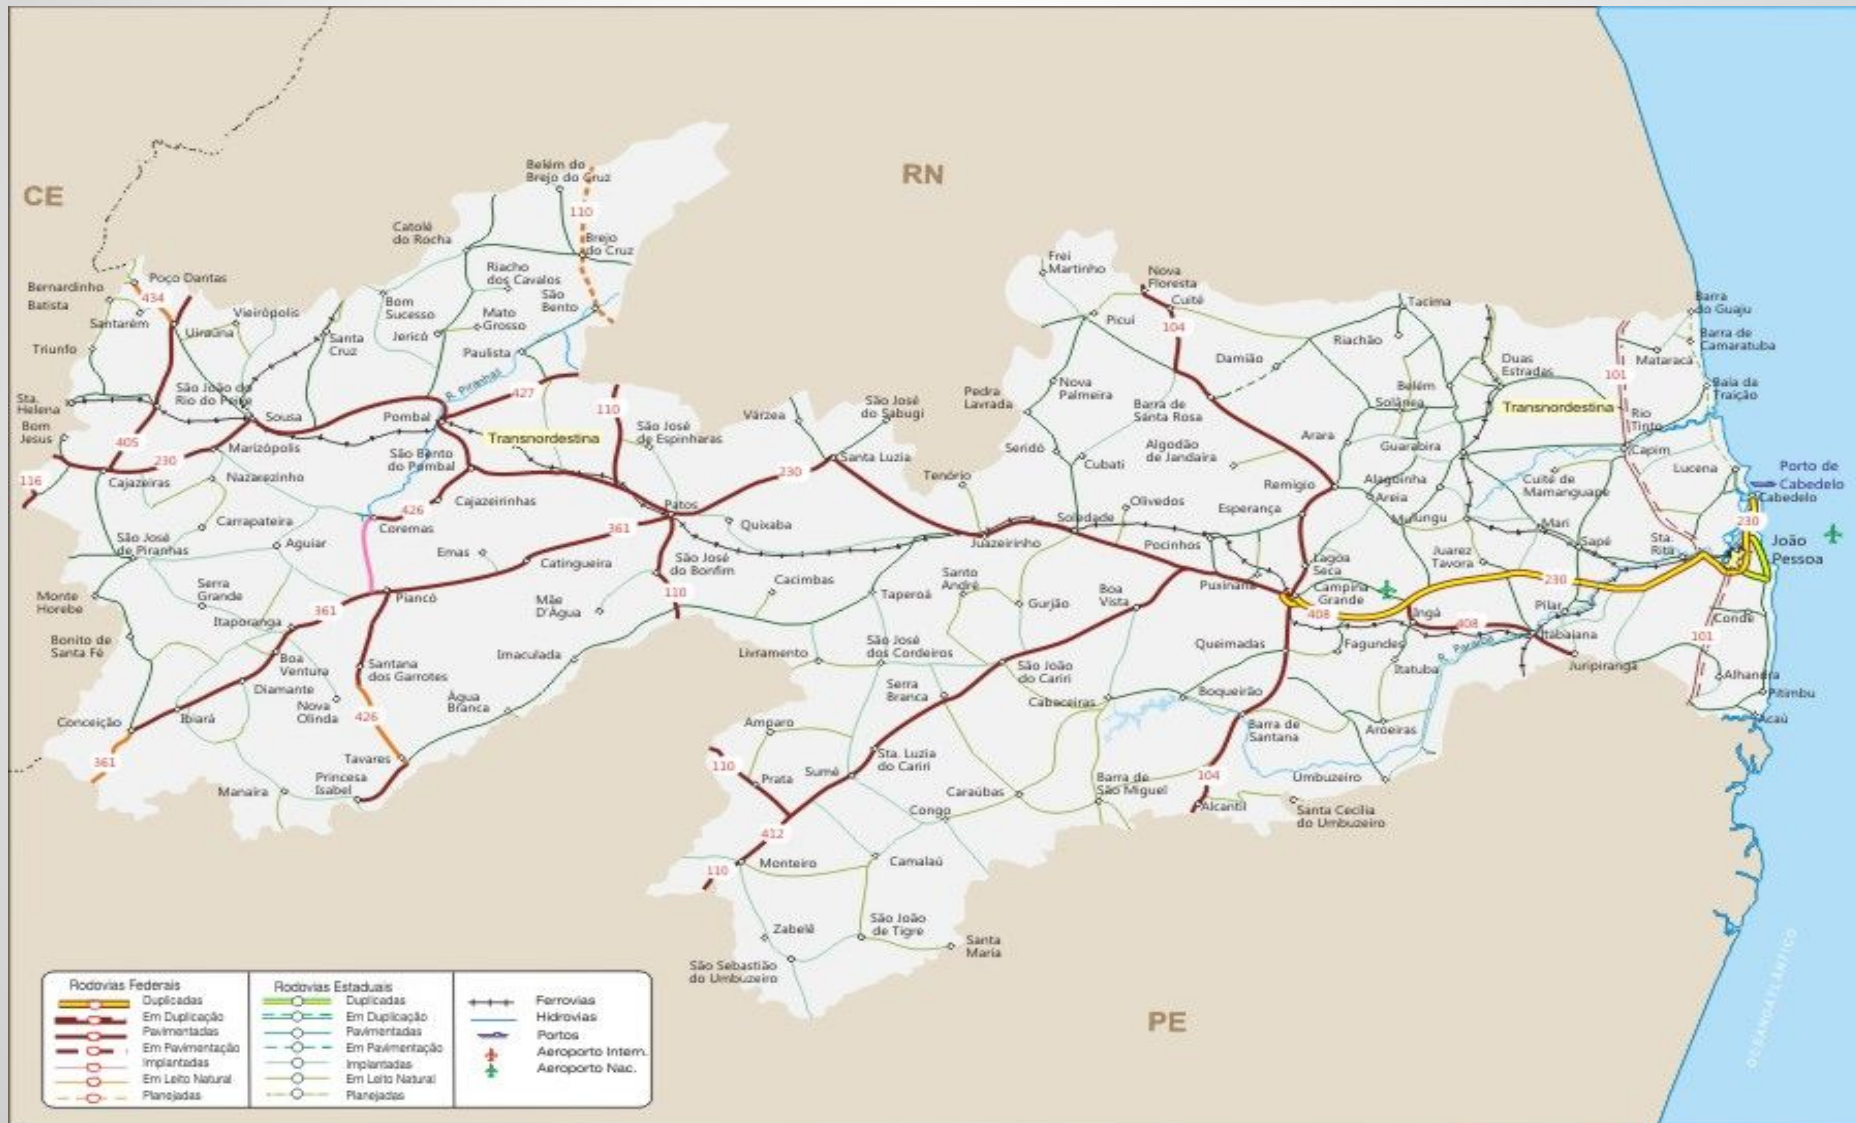 CE
RN
PE
Belém do
Brejo do Cruz
110
Catolé
do Rocha
Brejo
do Cruz
Riacho
dos Cavalos
São
Bento
Bernardinho
Batista
Poço Dantas
434
Santarém
Uiraúna
Vieirópolis
Bom
Sucesso
Mato
Grosso
Jericó
Santa
Cruz
Paulista
Triunfo
R. Piranhas
427
São João do
Rio do Peixe
Sta.
Helena
Bom
Jesus
Sousa
Pombal
Transnordestina
110
São José
de Espinharas
Várzea
São José
do Sabugi
405
230
Marizópolis
São Bento
do Pombal
Santa Luzia
230
116
Cajazeiras
Nazarezinho
Cajazeirinhas
426
Coremas
Patos
361
Quixaba
Carrapateira
São José
de Piranhas
Aguiar
Emas
Catingueira
São José
do Bonfim
Cacimbas
Serra
Grande
Monte
Horebe
361
Piancó
Mãe
D'Água
110
Taperoá
Itaporanga
Bonito de
Santa Fé
Boa
Ventura
Santana
dos Garrotes
Imaculada
Livramento
São José
dos Cordeiros
Diamante
Nova
Olinda
Água
Branca
Conceição
Ibiará
426
361
Tavares
Princesa
Isabel
Manaíra
Frei
Martinho
Nova
Floresta
Cuité
Picuí
104
Tacima
Riachão
Damião
Duas
Estradas
Barra
do Guaju
Barra de
Camaratuba
Mataracá
101
Baía da
Traição
Transnordestina
Rio
Tinto
Nova
Palmeira
Pedra
Lavrada
Barra de
Santa Rosa
Belém
Solânea
Arara
Guarabira
Capim
Seridó
Cubati
Algodão
de Jandaíra
Tenório
Remígio
Alagoinha
Areia
Cuité de
Mamanguape
Lucena
Porto de
Cabedelo
Cabedelo
Olivedos
Esperança
Mulungu
Mari
230
Soledade
Juazeirinho
Pocinhos
Lagoa
Seca
Juarez
Tavora
Sapé
Sta.
Rita
João
Pessoa
Santo
André
Gurjão
Boa
Vista
Puxinanã
Campina
Grande
230
408
Ingá
408
Pilar
Itabaiana
Conde
Queimadas
Fagundes
R. Paraíba
Itatuba
Juripiranga
101
Alhandra
Pitimbu
Acaú
São João
do Cariri
Serra
Branca
Cabaceiras
Boqueirão
Barra de
Santana
Aroeiras
Amparo
110
Prata
Sumé
Sta. Luzia
do Cariri
Caraúbas
Barra de
São Miguel
104
Alcantil
Umbuzeiro
Santa Cecília
do Umbuzeiro
412
Congo
110
Monteiro
Camalaú
Zabelê
São João
de Tigre
Santa
Maria
São Sebastião
do Umbuzeiro
OCEANO ATLÂNTICO
Rodovias Federais
Duplicadas
Em Duplicação
Pavimentadas
Em Pavimentação
Implantadas
Em Leito Natural
Planejadas
Rodovias Estaduais
Duplicadas
Em Duplicação
Pavimentadas
Em Pavimentação
Implantadas
Em Leito Natural
Planejadas
Ferrovias
Hidrovias
Portos
Aeroporto Intern.
Aeroporto Nac.